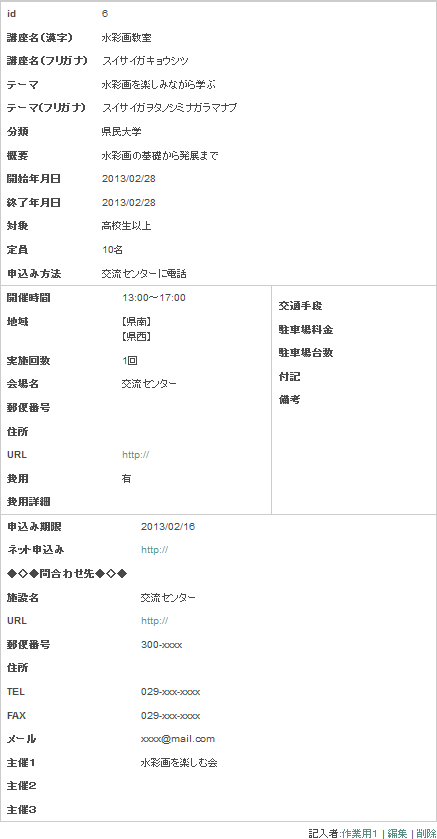 id 6
講座名(漢字) 水彩画教室
講座名(フリガナ) スイサイガキョウシツ
テーマ 水彩画を楽しみながら学ぶ
テーマ(フリガナ) スイサイガヲタノシミナガラマナブ
分類 県民大学
概要 水彩画の基礎から発展まで
開始年月日 2013/02/28
終了年月日 2013/02/28
対象 高校生以上
定員 10名
申込み方法 交流センターに電話
開催時間 13:00～17:00
地域 【県南】
【県西】
実施回数 1回
会場名 交流センター
郵便番号
住所
URL http://
費用 有
費用詳細
交通手段
駐車場料金
駐車場台数
付記
備考
申込み期限 2013/02/16
ネット申込み http://
◆◇◆問合わせ先◆◇◆
施設名 交流センター
URL http://
郵便番号 300-xxxx
住所
TEL 029-xxx-xxxx
FAX 029-xxx-xxxx
メール xxxx@mail.com
主催1 水彩画を楽しむ会
主催2
主催3
記入者:作業用1 | 編集 | 削除